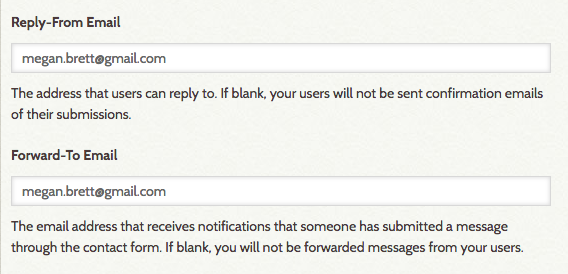 Reply-From Email
megan.brett@gmail.com
The address that users can reply to. If blank, your users will not be sent confirmation emails
of their submissions.
Forward-To Email
megan.brett@gmail.com
The email address that receives notifications that someone has submitted a message
through the contact form. If blank, you will not be forwarded messages from your users.